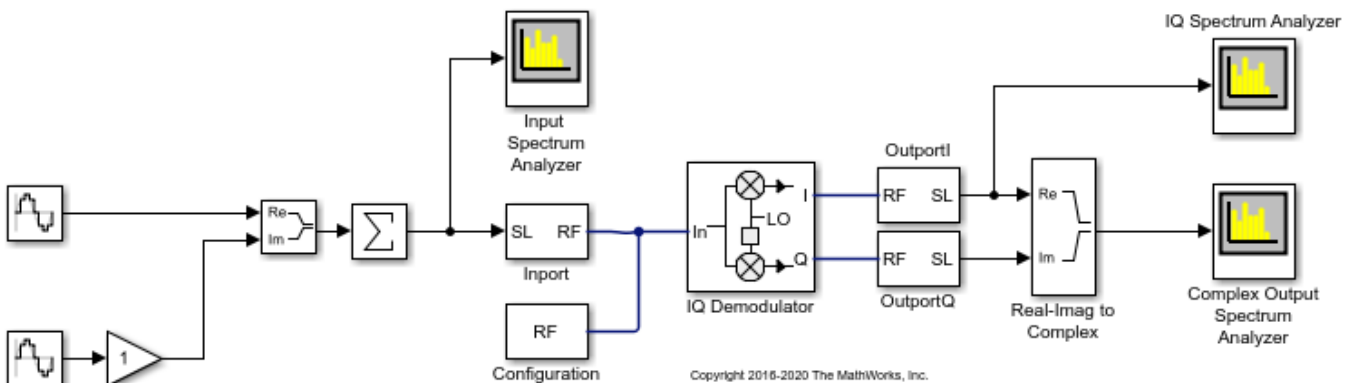 IQ Spectrum Analyzer
Input
Spectrum
Analyzer
OutportI
Re
Im
SL RF
Inport
In
LO
I
Q
IQ Demodulator
RF SL
RF SL
OutportQ
Re
Im
Real-Imag to
Complex
Complex Output
Spectrum
Analyzer
1
RF
Configuration
Copyright 2016-2020 The MathWorks, Inc.